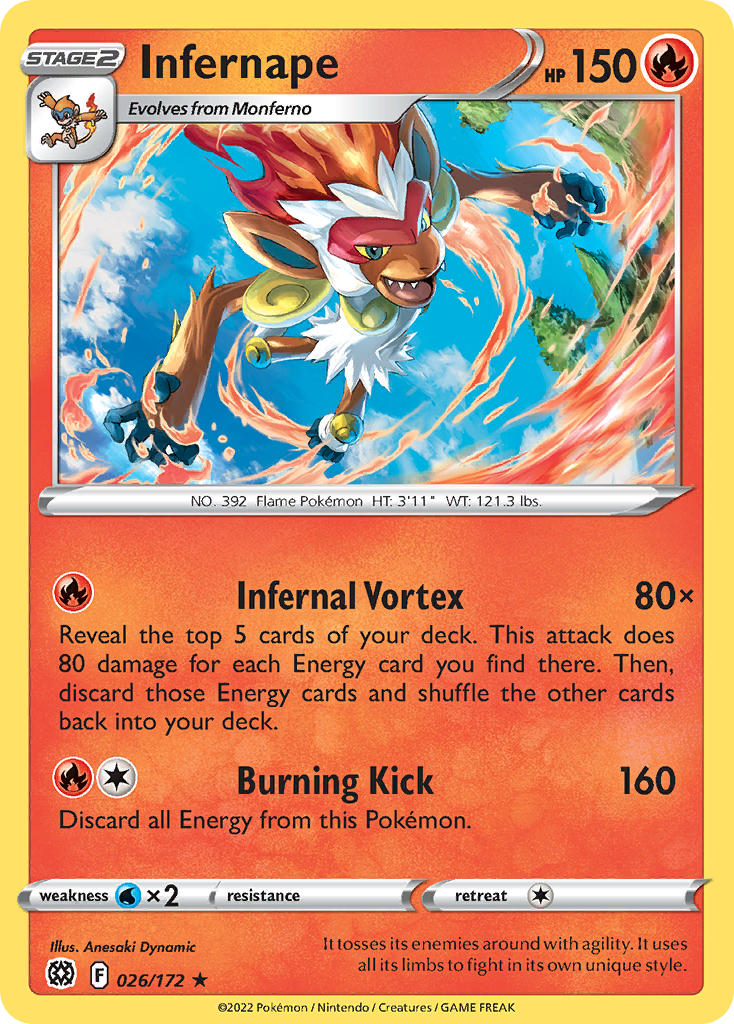 STAGE2
Infernape
HP 150
Evolves from Monferno
NO. 392 Flame Pokémon HT: 3'11" WT: 121.3 lbs.
Infernal Vortex 80×
Reveal the top 5 cards of your deck. This attack does
80 damage for each Energy card you find there. Then,
discard those Energy cards and shuffle the other cards
back into your deck.
Burning Kick 160
Discard all Energy from this Pokémon.
weakness ×2 resistance retreat
Illus. Anesaki Dynamic
F 026/172 ★
It tosses its enemies around with agility. It uses
all its limbs to fight in its own unique style.
©2022 Pokémon / Nintendo / Creatures / GAME FREAK